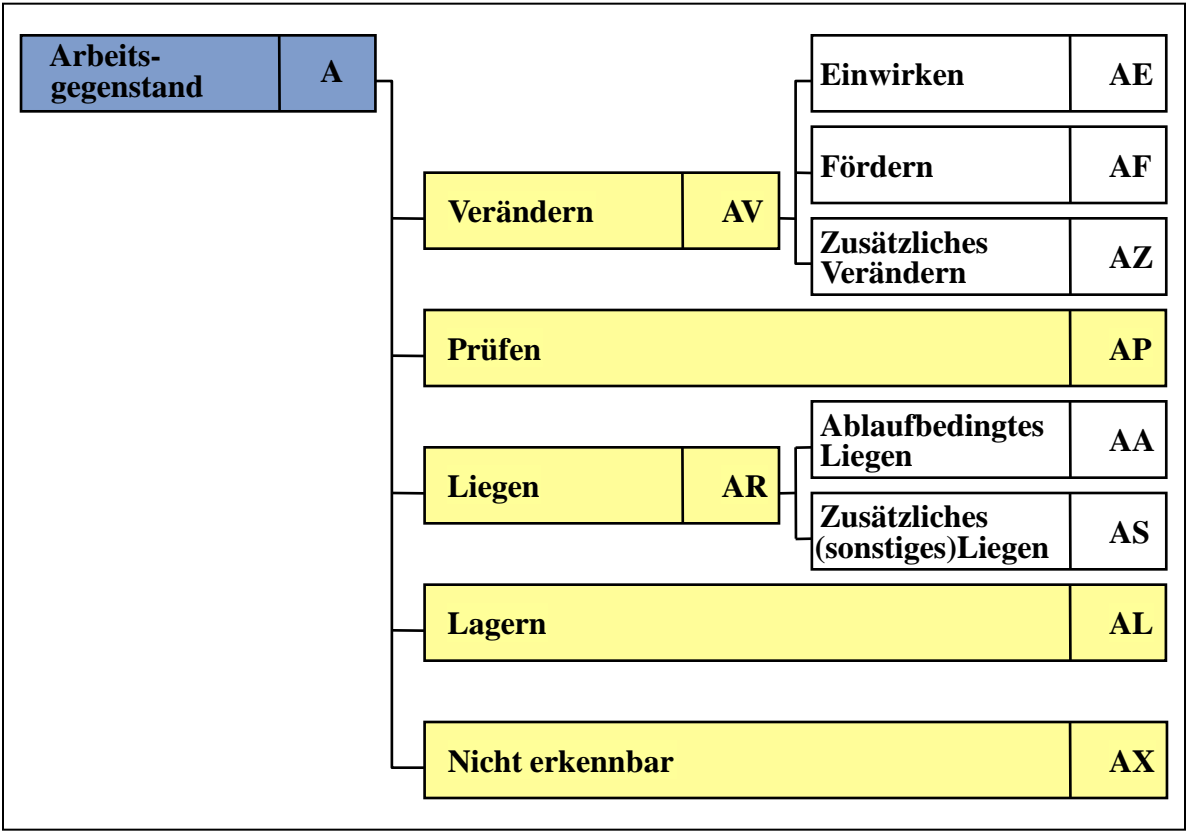 Arbeits-
gegenstand
A
Einwirken
AE
Fördern
AF
Verändern
AV
Zusätzliches
Verändern
AZ
Prüfen
AP
Ablaufbedingtes
Liegen
AA
Liegen
AR
Zusätzliches
(sonstiges)Liegen
AS
Lagern
AL
Nicht erkennbar
AX